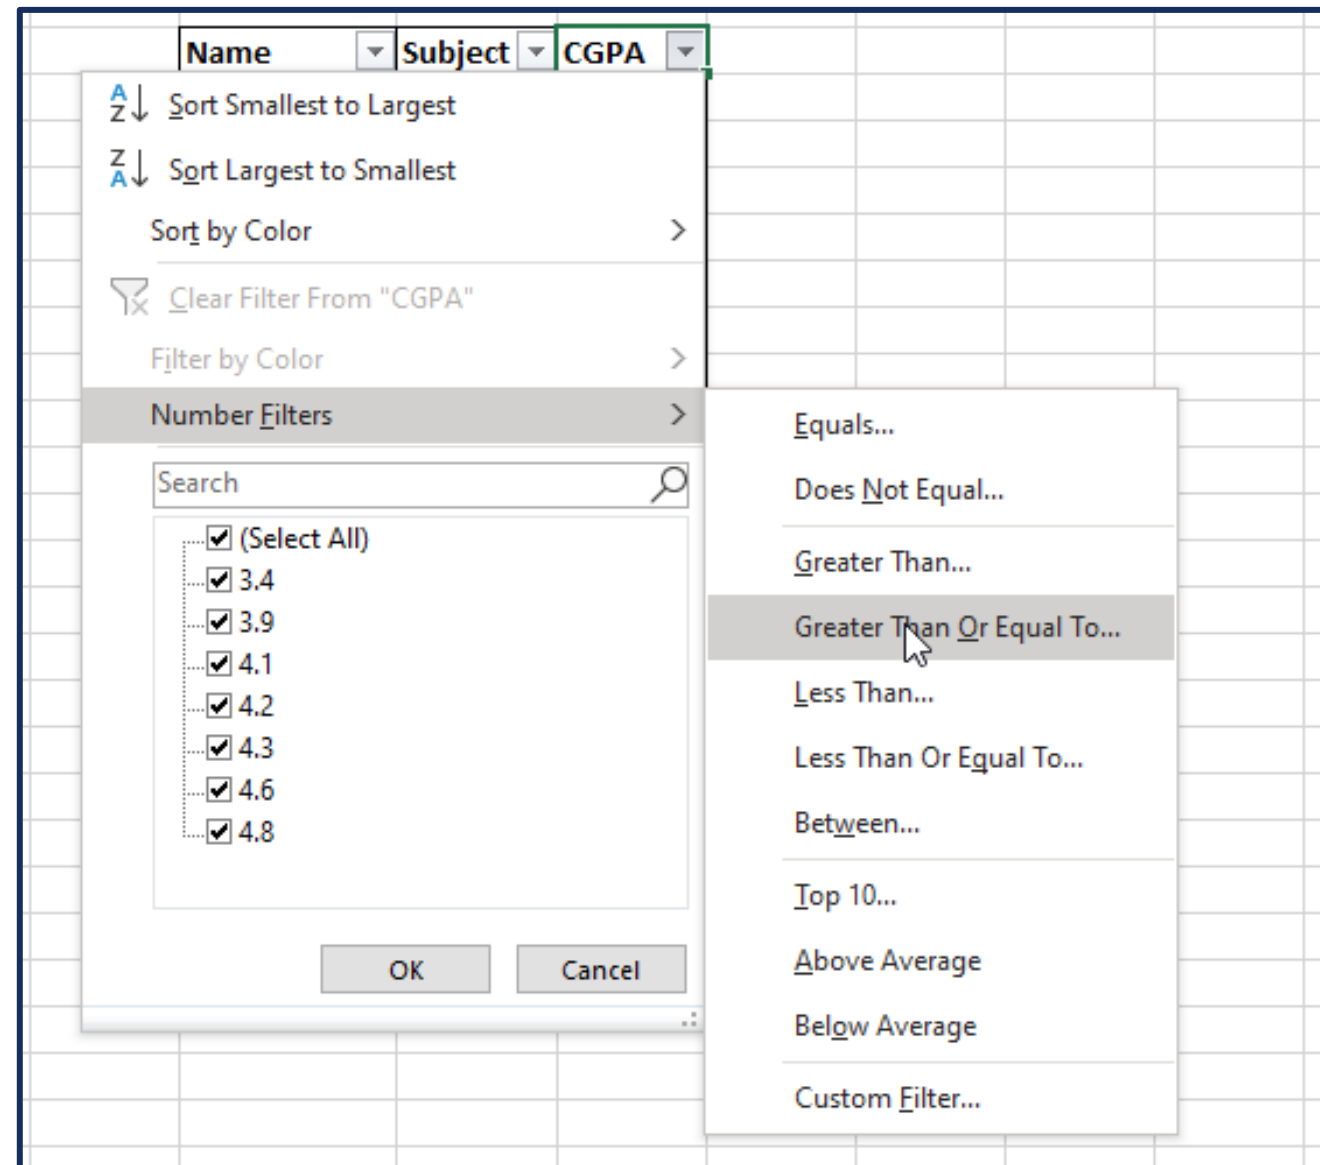 Name Subject CGPA
Sort Smallest to Largest
Sort Largest to Smallest
Sort by Color
Clear Filter From "CGPA"
Filter by Color
Number Filters
Search
(Select All)
3.4
3.9
4.1
4.2
4.3
4.6
4.8
OK Cancel
Equals...
Does Not Equal...
Greater Than...
Greater Than Or Equal To...
Less Than...
Less Than Or Equal To...
Between...
Top 10...
Above Average
Below Average
Custom Filter...